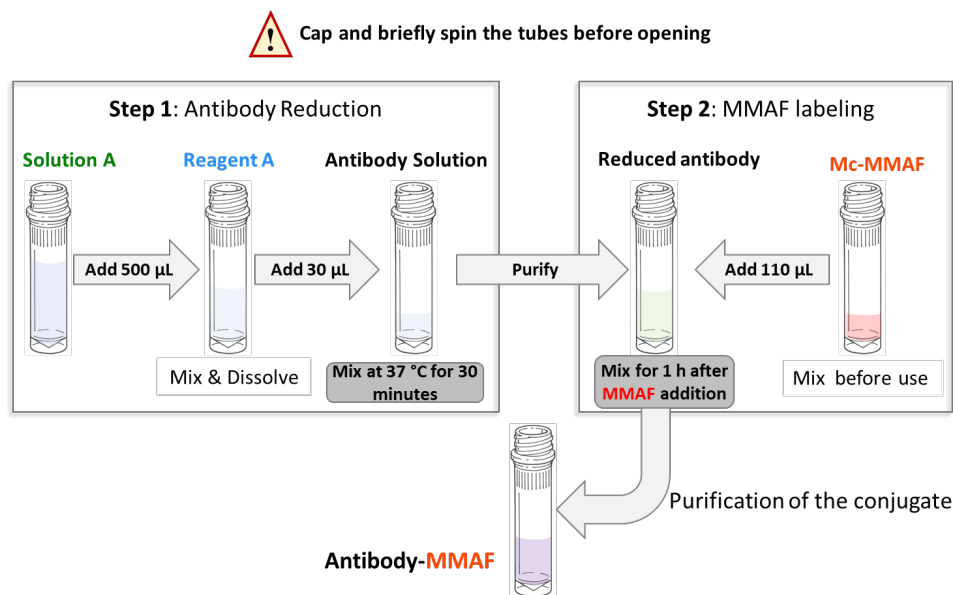 !
Cap and briefly spin the tubes before opening
Step 1: Antibody Reduction
Solution A
Reagent A
Antibody Solution
Add 500 µL
Add 30 µL
Purify
Mix & Dissolve
Mix at 37 °C for 30
minutes
Step 2: MMAF labeling
Reduced antibody
Mc-MMAF
Add 110 µL
Mix for 1 h after
MMAF addition
Mix before use
Purification of the conjugate
Antibody-MMAF